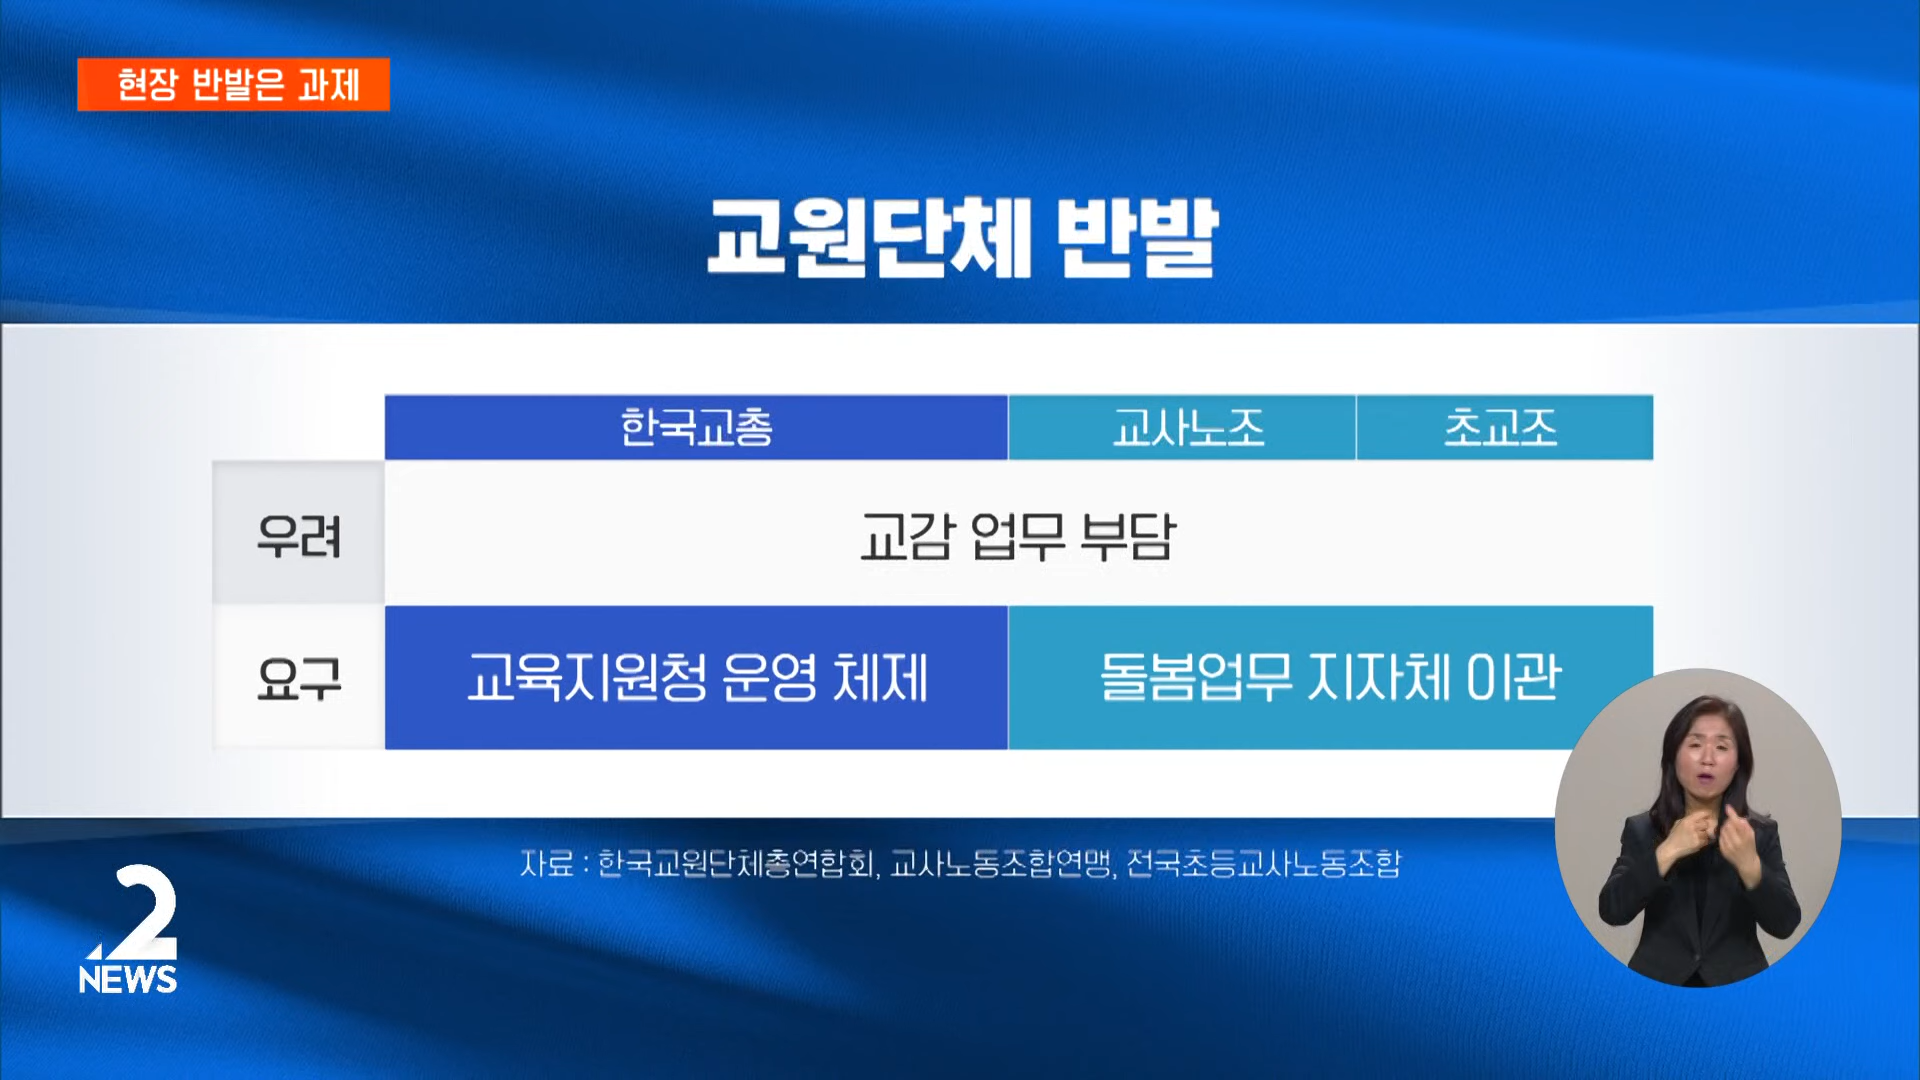 현장 반발은 과제
교원단체 반발
한국교총 교사노조 초교조
우려 교감 업무 부담
요구 교육지원청 운영 체제 돌봄업무 지자체 이관
자료 : 한국교원단체총연합회, 교사노동조합연맹, 전국초등교사노동조합
2
NEWS